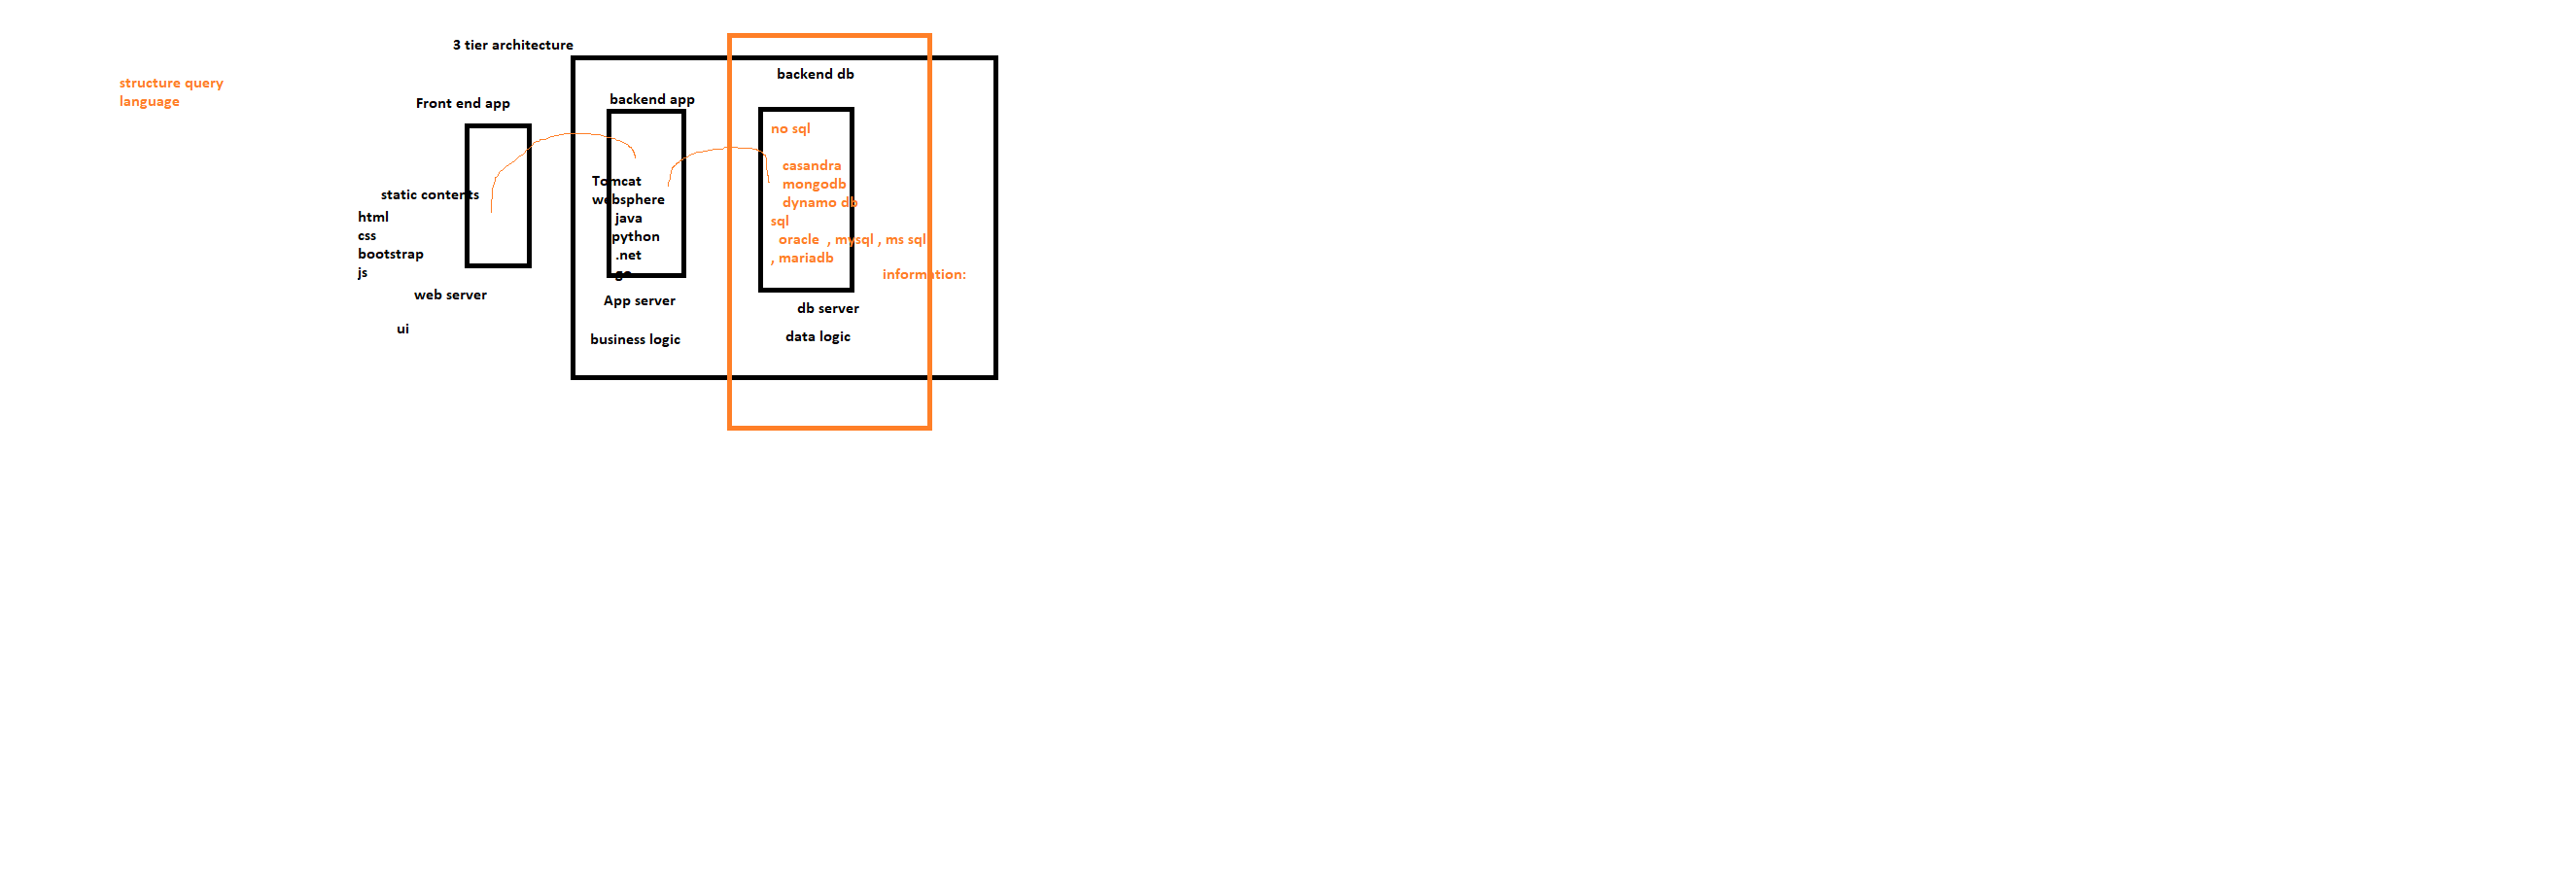 3 tier architecture
structure query
language
Front end app
static contents
html
css
bootstrap
js
web server
ui
backend app
Tomcat
websphere
java
python
.net
go
App server
business logic
backend db
no sql
casandra
mongodb
dynamo db
sql
oracle , mysql , ms sql
, mariadb
information:
db server
data logic